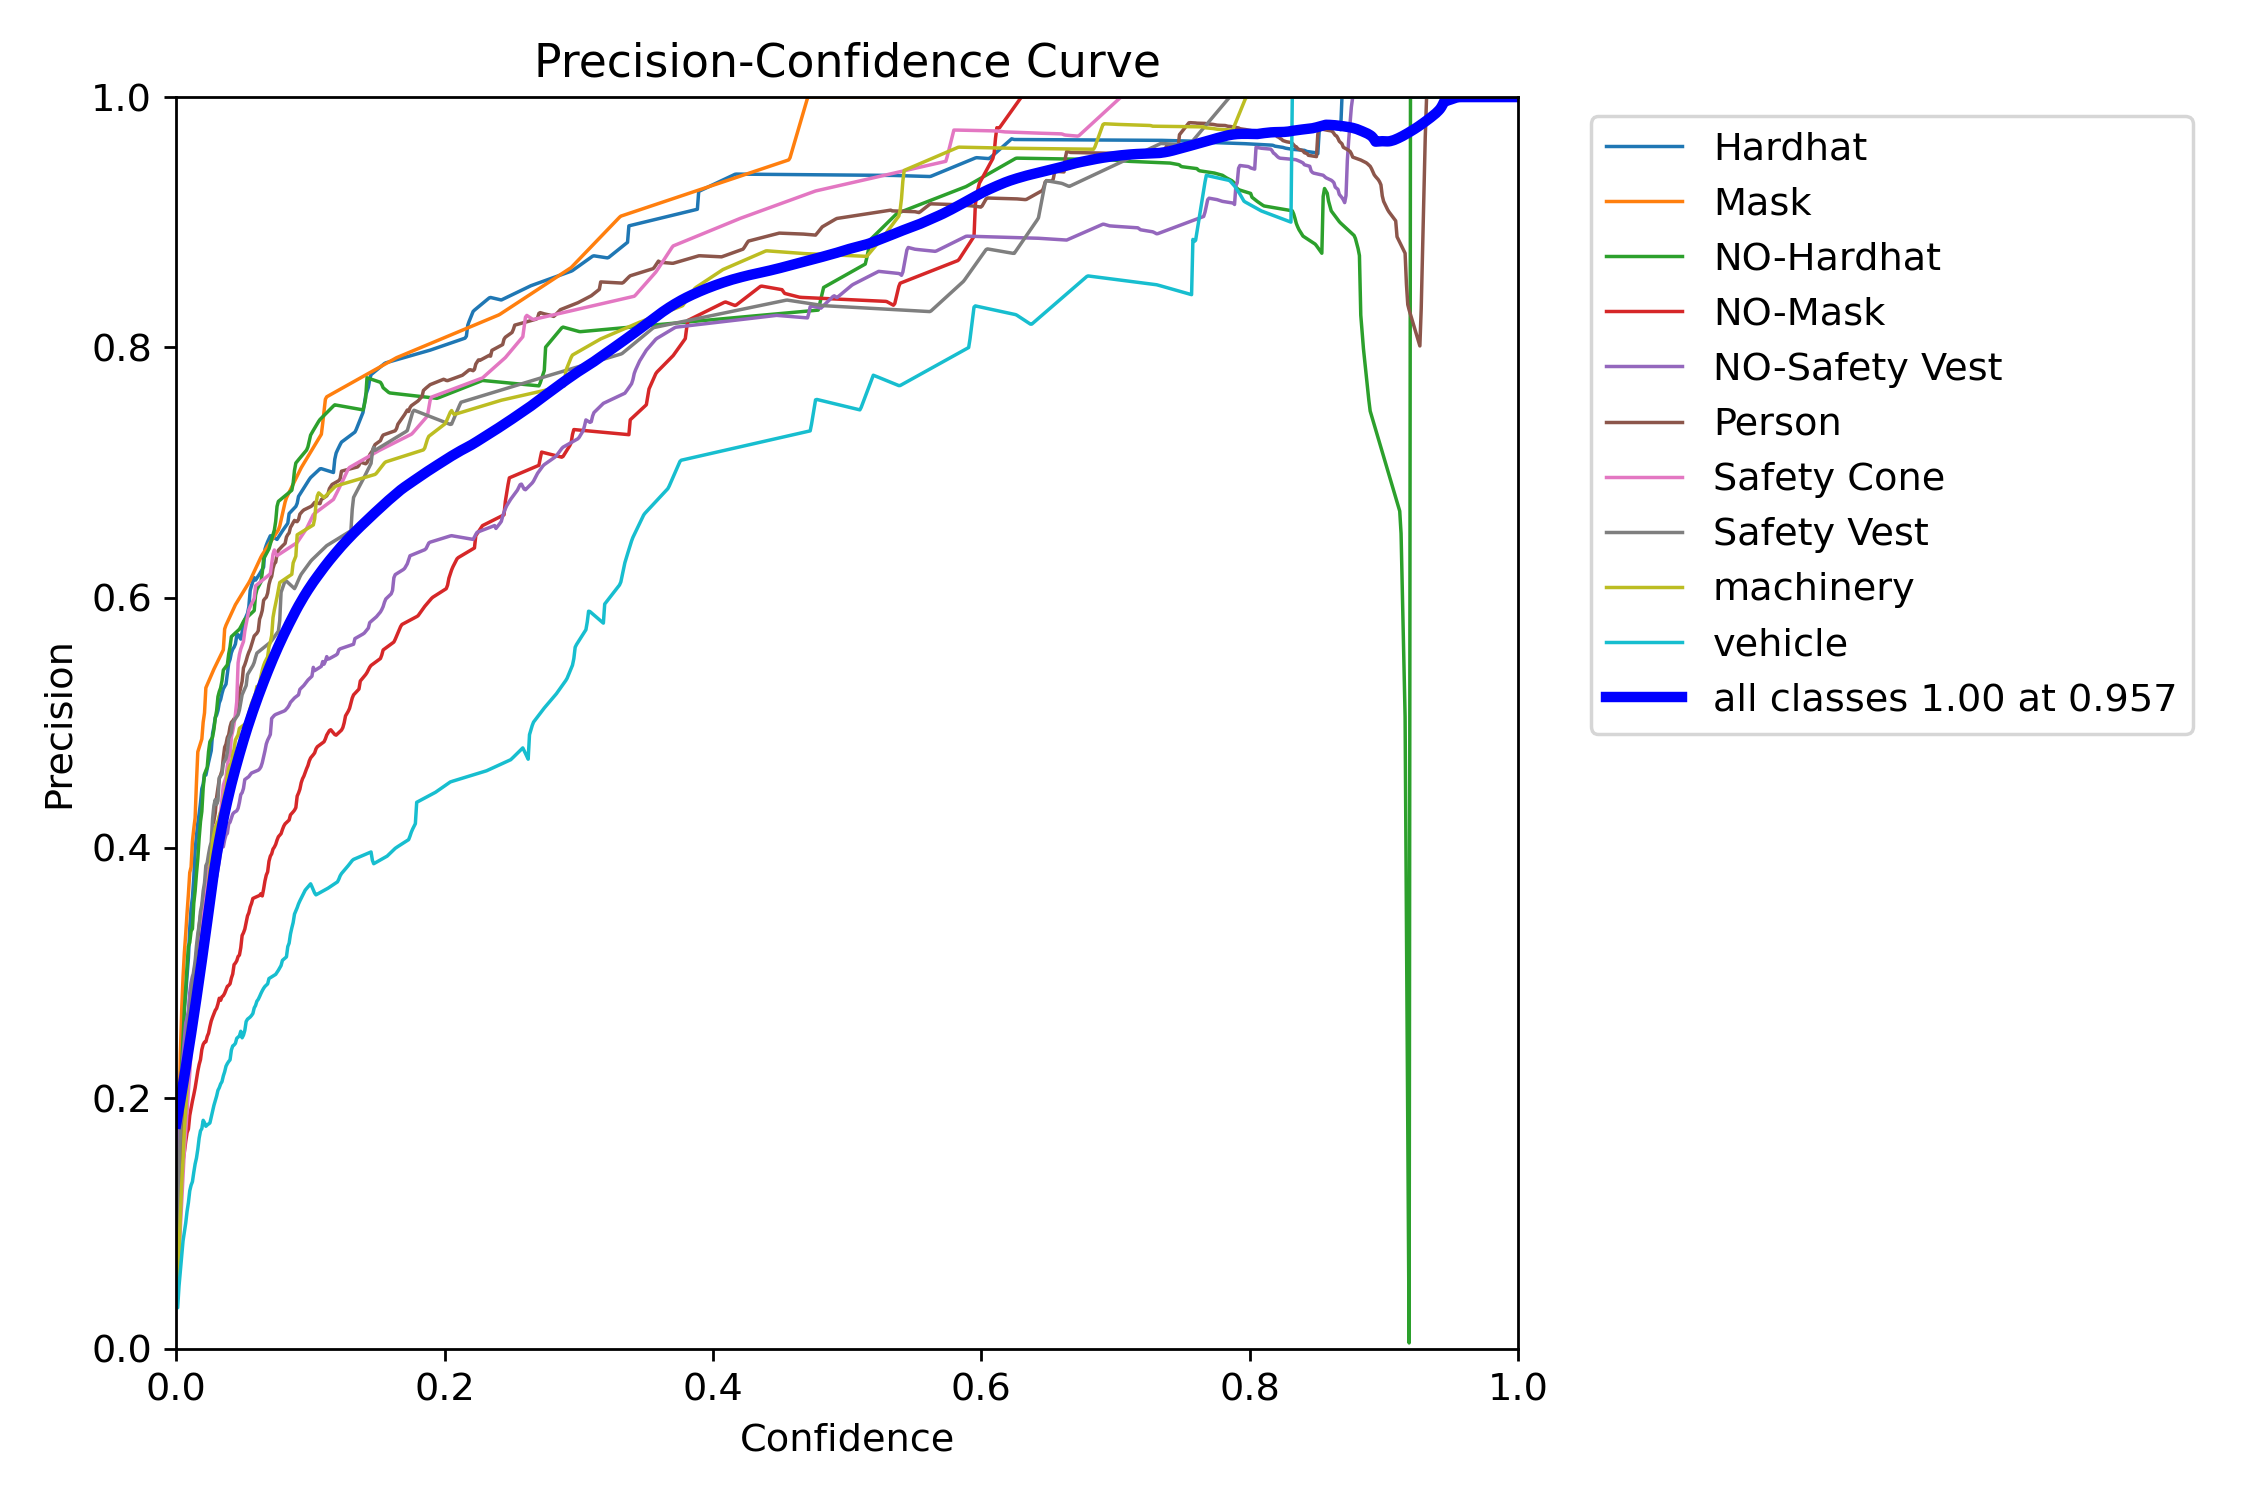 Precision-Confidence Curve
1.0
0.8
0.6
0.4
0.2
0.0
Precision
0.0 0.2 0.4 0.6 0.8 1.0
Confidence
Hardhat
Mask
NO-Hardhat
NO-Mask
NO-Safety Vest
Person
Safety Cone
Safety Vest
machinery
vehicle
all classes 1.00 at 0.957